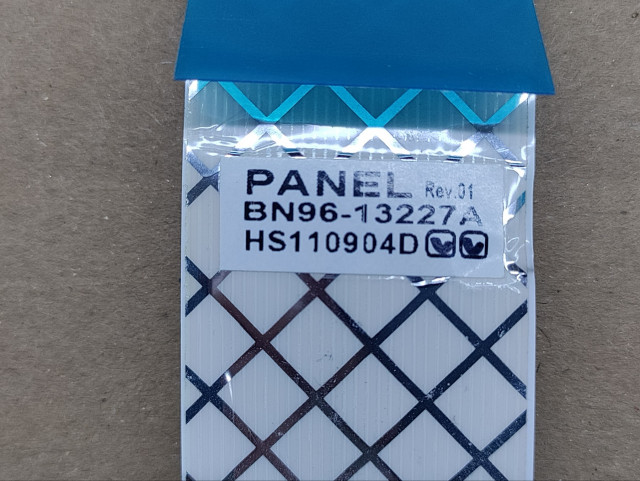 PANEL Rev.01
BN96-13227A
HS110904D